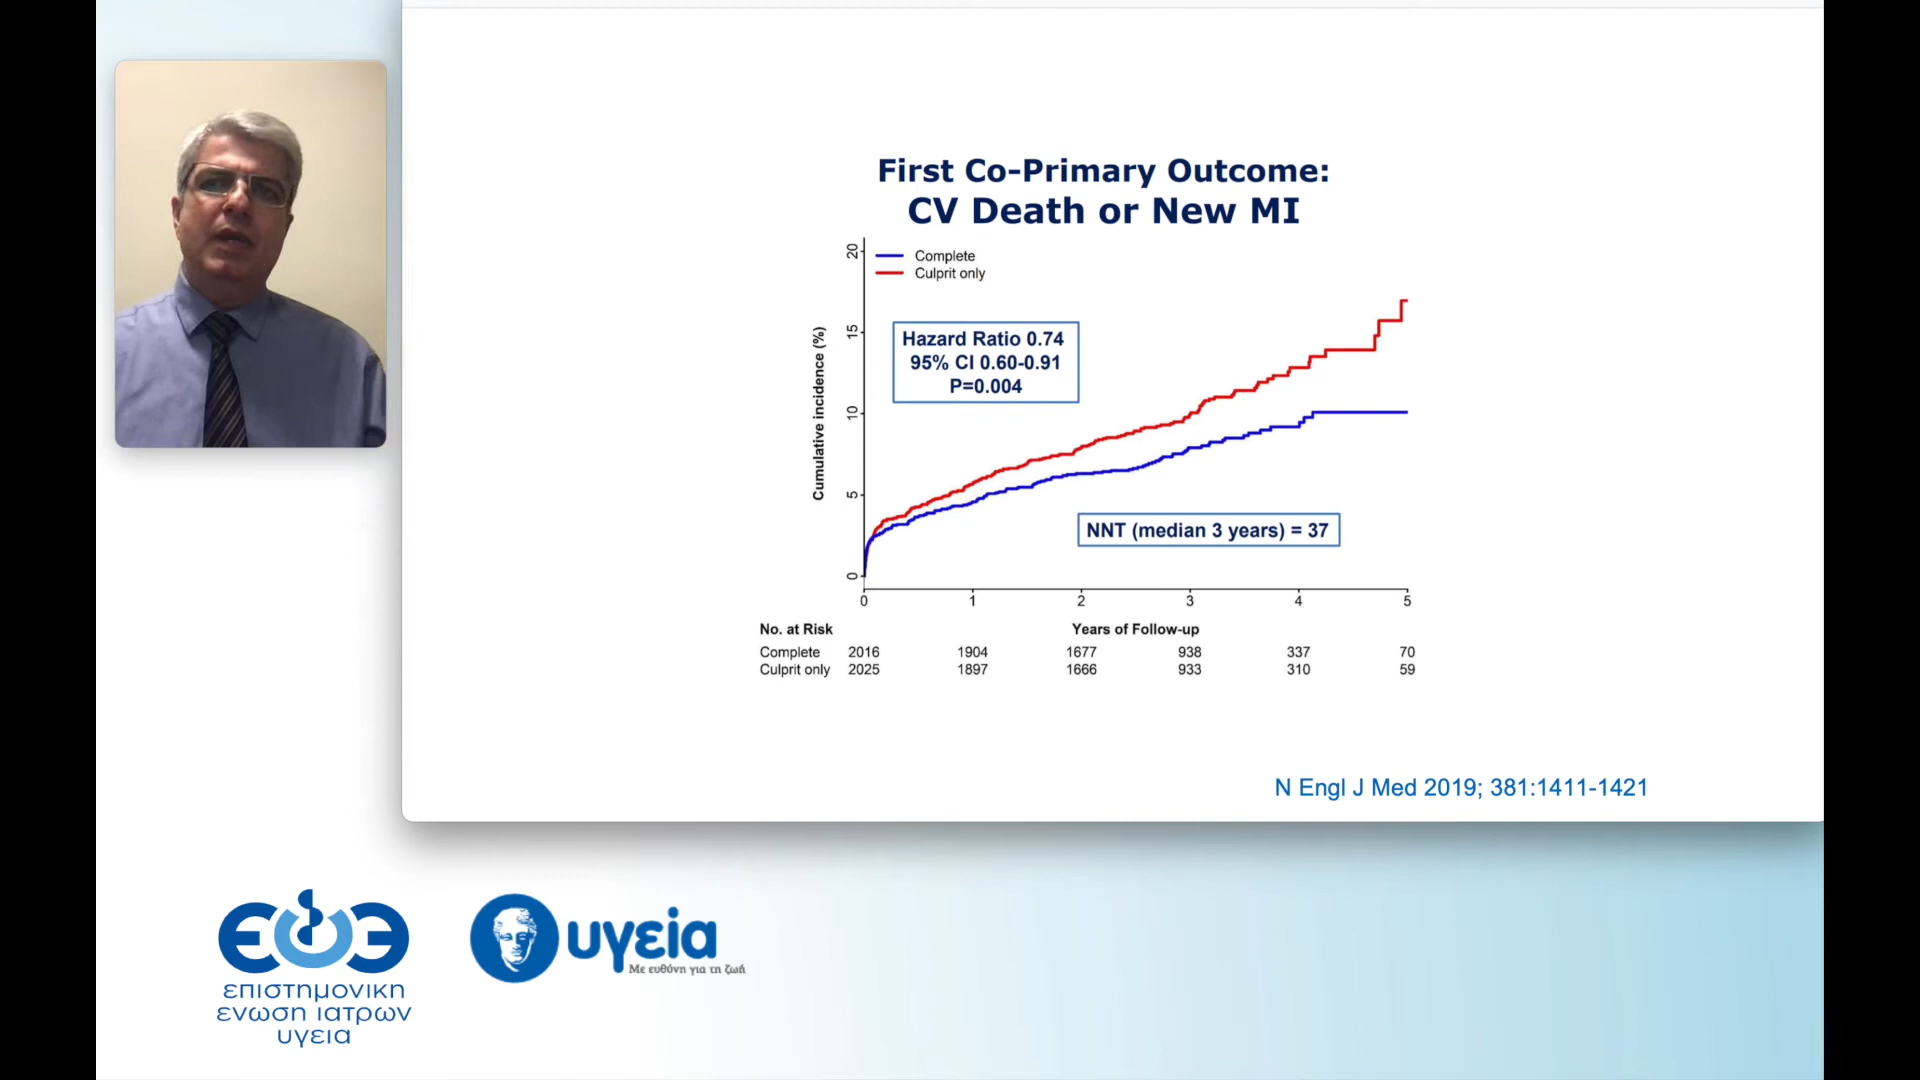 First Co-Primary Outcome:
CV Death or New MI
Complete
Culprit only
Hazard Ratio 0.74
95% CI 0.60-0.91
P=0.004
NNT (median 3 years) = 37
Cumulative incidence (%)
20
15
10
5
0
0 1 2 3 4 5
No. at Risk Years of Follow-up
Complete 2016 1904 1677 938 337 70
Culprit only 2025 1897 1666 933 310 59
N Engl J Med 2019; 381:1411-1421
επιστημονικη
ενωση ιατρων
υγεια
υγεία
Με ευθύνη για τη ζωή